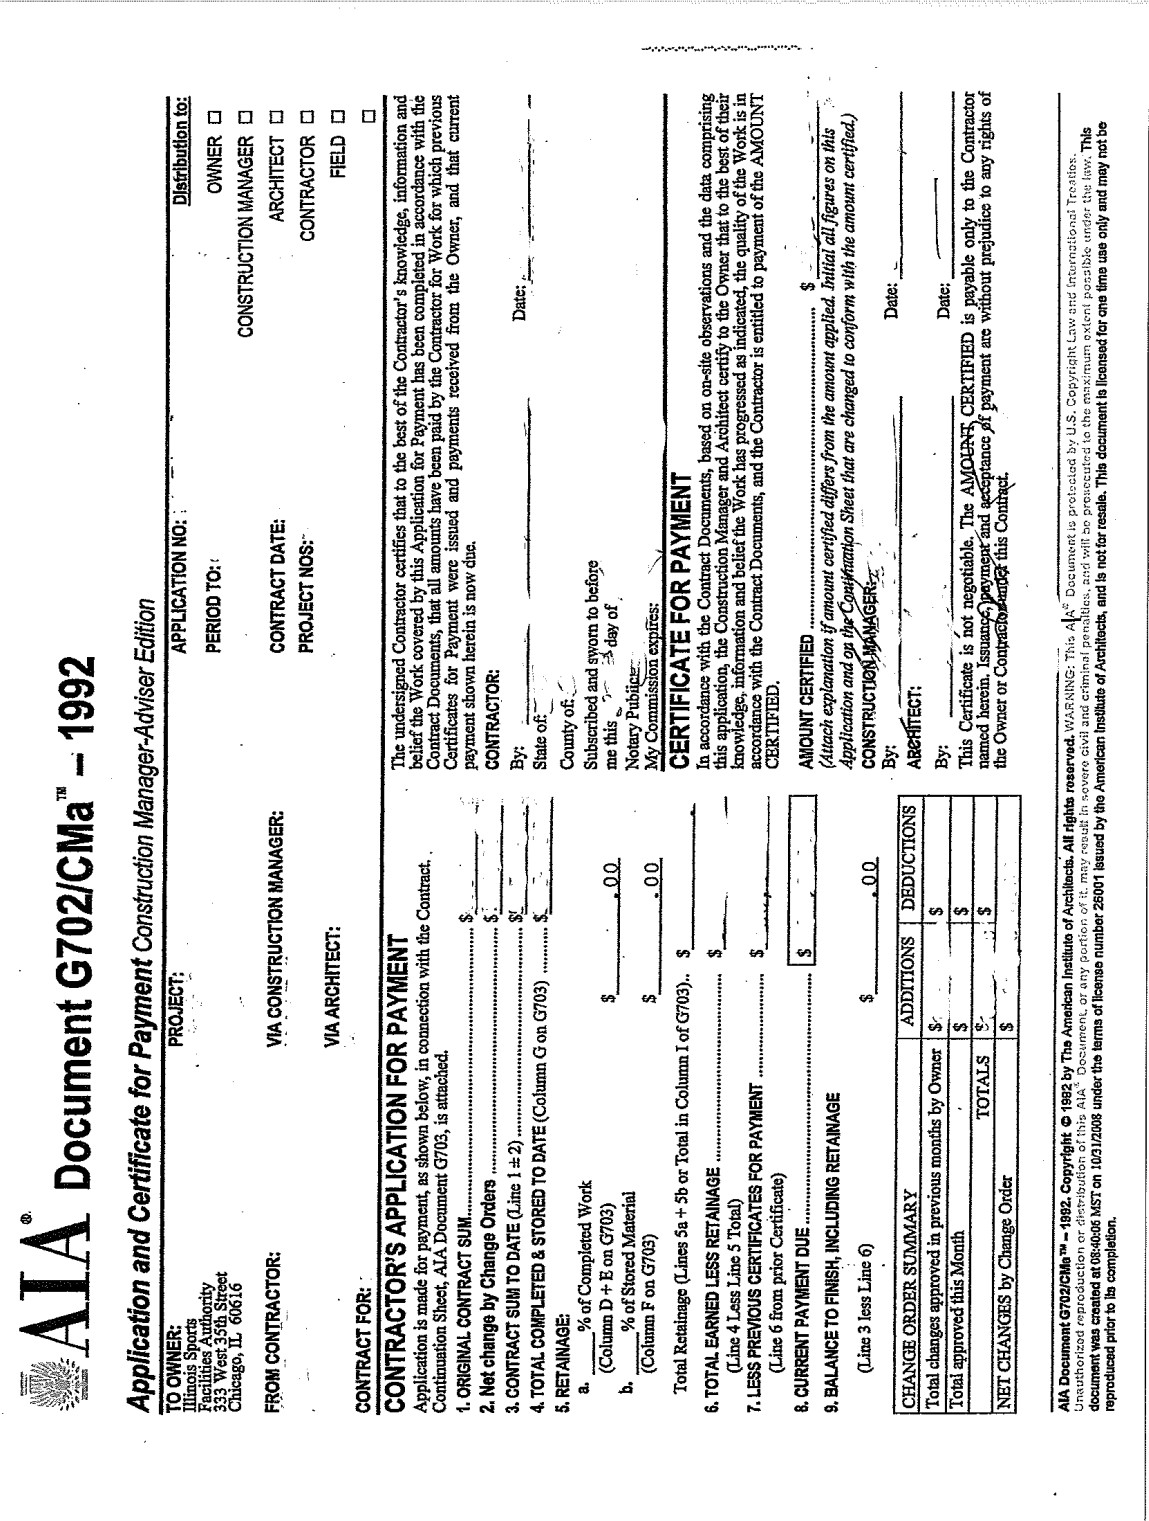 AIA® Document G702/CMa™ – 1992
Application and Certificate for Payment Construction Manager-Adviser Edition
TO OWNER:
Illinois Sports
Facilities Authority
333 West 35th Street
Chicago, IL 60616
PROJECT:
APPLICATION NO:
Distribution to:
PERIOD TO:
OWNER ☐
CONSTRUCTION MANAGER ☐
FROM CONTRACTOR:
VIA CONSTRUCTION MANAGER:
CONTRACT DATE:
ARCHITECT ☐
PROJECT NOS:
CONTRACTOR ☐
VIA ARCHITECT:
FIELD ☐
CONTRACT FOR:
☐
CONTRACTOR'S APPLICATION FOR PAYMENT
Application is made for payment, as shown below, in connection with the Contract.
Continuation Sheet, AIA Document G703, is attached.
1. ORIGINAL CONTRACT SUM $
2. Net change by Change Orders $
3. CONTRACT SUM TO DATE (Line 1 ± 2) $
4. TOTAL COMPLETED & STORED TO DATE (Column G on G703) $
5. RETAINAGE:
a. % of Completed Work
(Column D + E on G703) $ .00
b. % of Stored Material
(Column F on G703) $ .00
Total Retainage (Lines 5a + 5b or Total in Column I of G703).. $
6. TOTAL EARNED LESS RETAINAGE $
(Line 4 Less Line 5 Total)
7. LESS PREVIOUS CERTIFICATES FOR PAYMENT $
(Line 6 from prior Certificate)
8. CURRENT PAYMENT DUE $
9. BALANCE TO FINISH, INCLUDING RETAINAGE
(Line 3 less Line 6) $ .00
CHANGE ORDER SUMMARY ADDITIONS DEDUCTIONS
Total changes approved in previous months by Owner $ $
Total approved this Month $ $
TOTALS $ $
NET CHANGES by Change Order $
The undersigned Contractor certifies that to the best of the Contractor's knowledge, information and
belief the Work covered by this Application for Payment has been completed in accordance with the
Contract Documents, that all amounts have been paid by the Contractor for Work for which previous
Certificates for Payment were issued and payments received from the Owner, and that current
payment shown herein is now due.
CONTRACTOR:
By: Date:
State of:
County of:
Subscribed and sworn to before
me this day of
Notary Public:
My Commission expires:
CERTIFICATE FOR PAYMENT
In accordance with the Contract Documents, based on on-site observations and the data comprising
this application, the Construction Manager and Architect certify to the Owner that to the best of their
knowledge, information and belief the Work has progressed as indicated, the quality of the Work is in
accordance with the Contract Documents, and the Contractor is entitled to payment of the AMOUNT
CERTIFIED.
AMOUNT CERTIFIED $
(Attach explanation if amount certified differs from the amount applied. Initial all figures on this
Application and on the Continuation Sheet that are changed to conform with the amount certified.)
CONSTRUCTION MANAGER:
By: Date:
ARCHITECT:
By: Date:
This Certificate is not negotiable. The AMOUNT CERTIFIED is payable only to the Contractor
named herein. Issuance, payment and acceptance of payment are without prejudice to any rights of
the Owner or Contractor under this Contract.
AIA Document G702/CMa™ – 1992. Copyright © 1992 by The American Institute of Architects. All rights reserved. WARNING: This AIA® Document is protected by U.S. Copyright Law and International Treaties.
Unauthorized reproduction or distribution of this AIA® Document, or any portion of it, may result in severe civil and criminal penalties, and will be prosecuted to the maximum extent possible under the law. This
document was created at 08:40:06 MST on 10/31/2008 under the terms of license number 26001 issued by the American Institute of Architects, and is not for resale. This document is licensed for one time use only and may not be
reproduced prior to its completion.